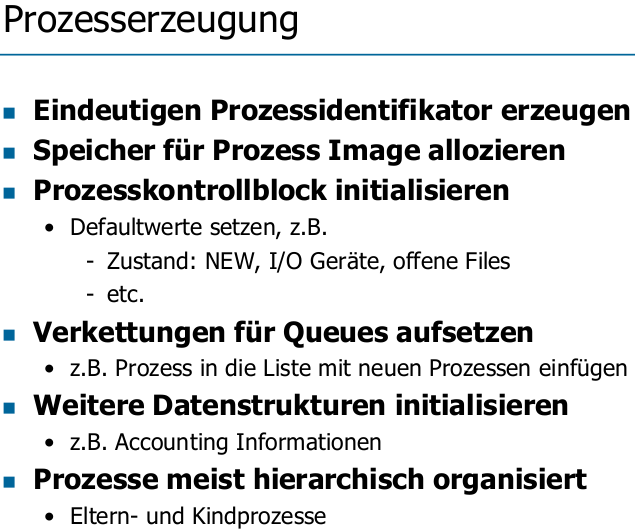 Prozesserzeugung
Eindeutigen Prozessidentifikator erzeugen
Speicher für Prozess Image allozieren
Prozesskontrollblock initialisieren
• Defaultwerte setzen, z.B.
- Zustand: NEW, I/O Geräte, offene Files
- etc.
Verkettungen für Queues aufsetzen
• z.B. Prozess in die Liste mit neuen Prozessen einfügen
Weitere Datenstrukturen initialisieren
• z.B. Accounting Informationen
Prozesse meist hierarchisch organisiert
• Eltern- und Kindprozesse